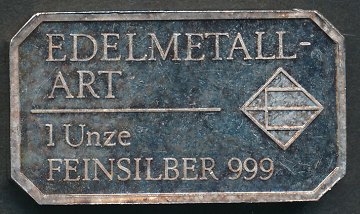 EDELMETALL-
ART
1 Unze
FEINSILBER 999